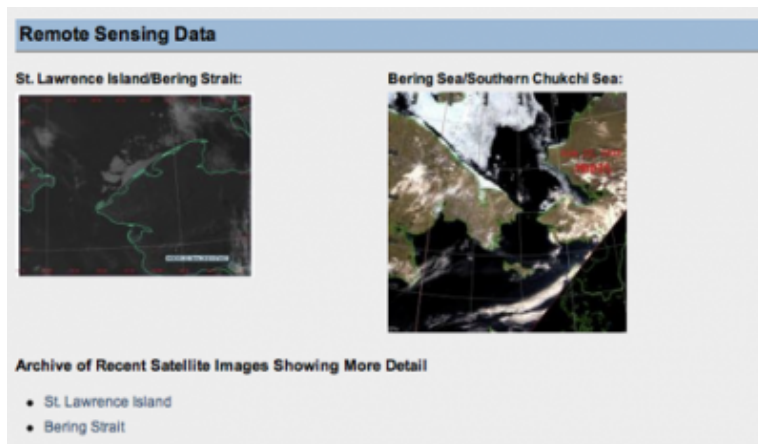 Remote Sensing Data
St. Lawrence Island/Bering Strait:
Bering Sea/Southern Chukchi Sea:
Archive of Recent Satellite Images Showing More Detail
St. Lawrence Island
Bering Strait